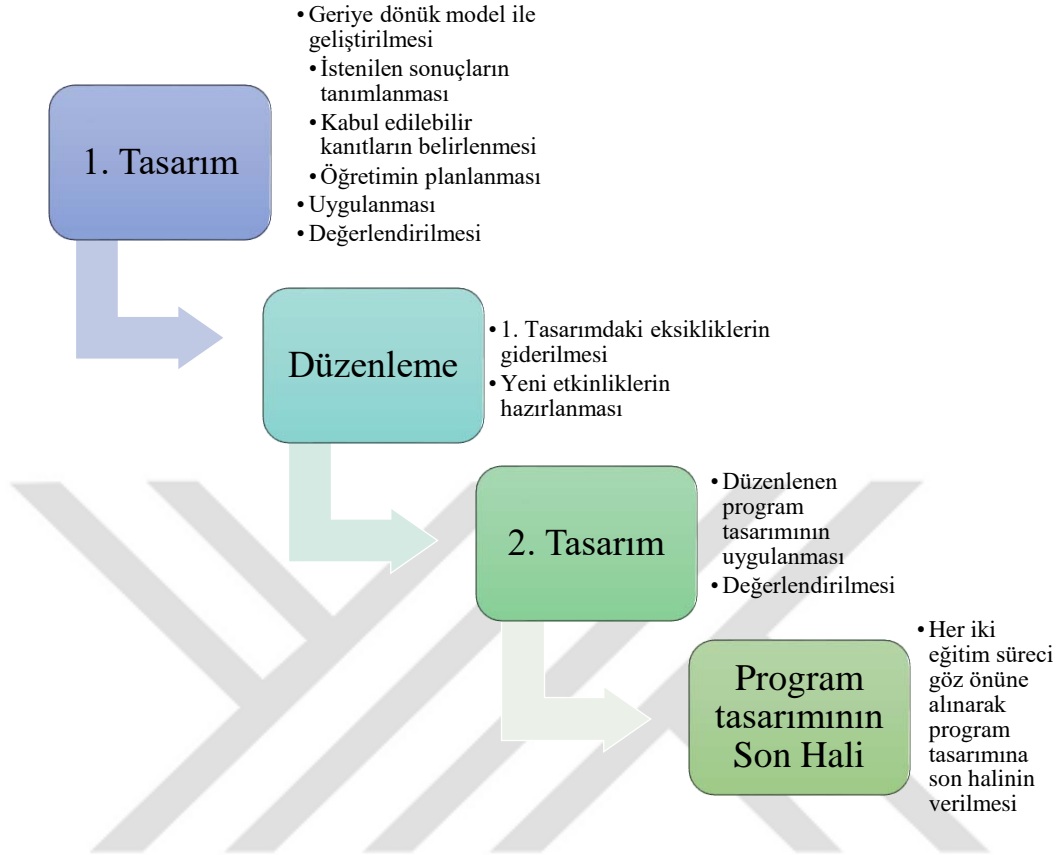 • Geriye dönük model ile
geliştirilmesi
• İstenilen sonuçların
tanımlanması
• Kabul edilebilir
kanıtların belirlenmesi
• Öğretimin planlanması
• Uygulanması
• Değerlendirilmesi
1. Tasarım
Düzenleme
• 1. Tasarımdaki eksikliklerin
giderilmesi
• Yeni etkinliklerin
hazırlanması
2. Tasarım
• Düzenlenen
program
tasarımının
uygulanması
• Değerlendirilmesi
Program
tasarımının
Son Hali
• Her iki
eğitim süreci
göz önüne
alınarak
program
tasarımına
son halinin
verilmesi